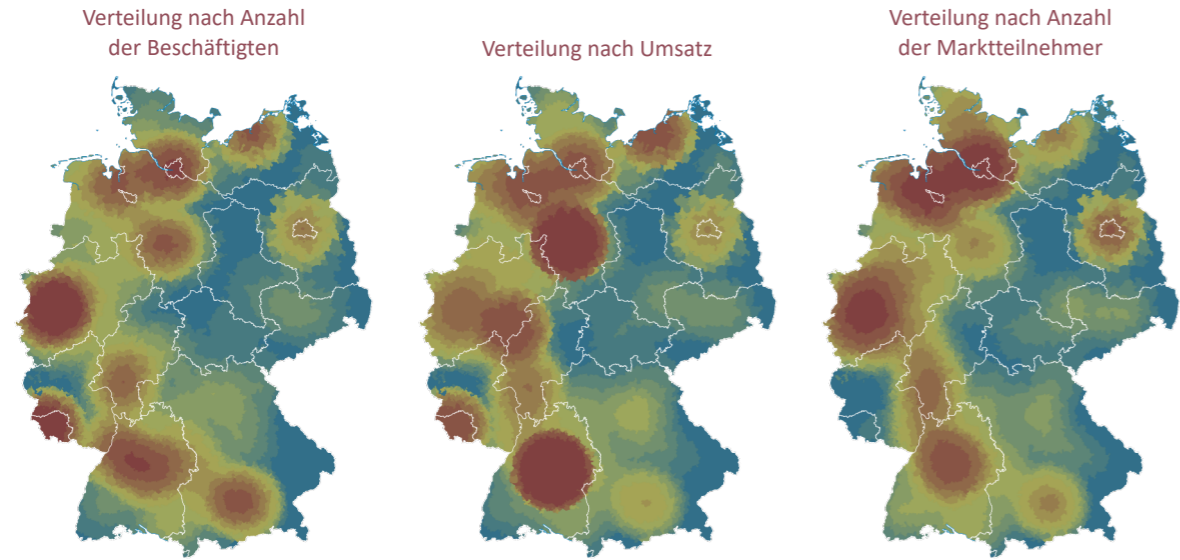 Verteilung nach Anzahl
der Beschäftigten
Verteilung nach Umsatz
Verteilung nach Anzahl
der Marktteilnehmer